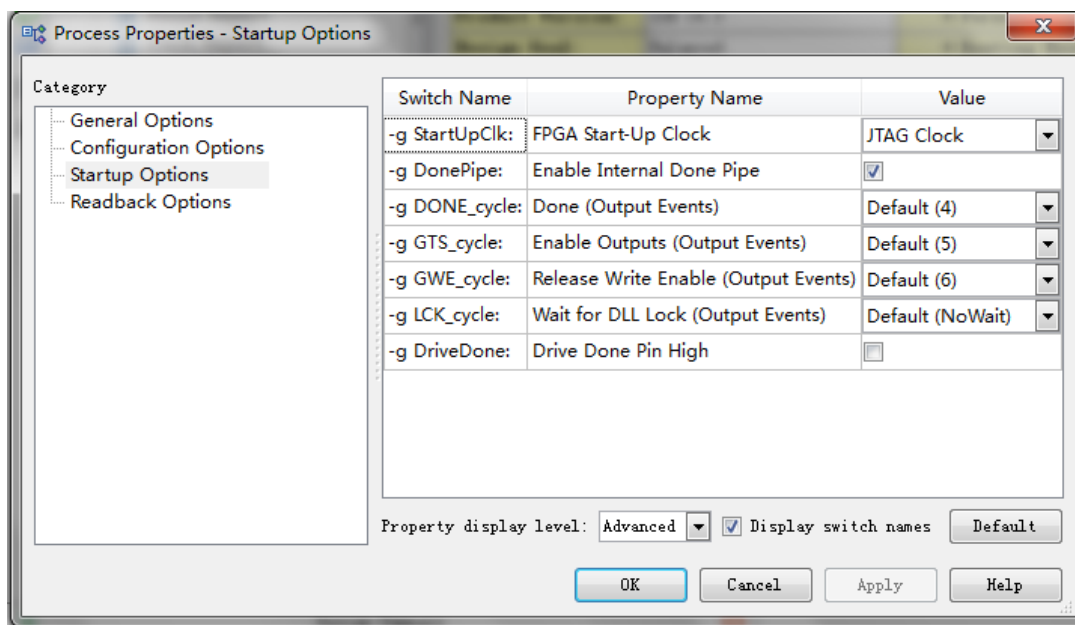 Process Properties - Startup Options
X
Category
General Options
Configuration Options
Startup Options
Readback Options
Switch Name Property Name Value
-g StartUpClk: FPGA Start-Up Clock JTAG Clock
-g DonePipe: Enable Internal Done Pipe
-g DONE_cycle: Done (Output Events) Default (4)
-g GTS_cycle: Enable Outputs (Output Events) Default (5)
-g GWE_cycle: Release Write Enable (Output Events) Default (6)
-g LCK_cycle: Wait for DLL Lock (Output Events) Default (NoWait)
-g DriveDone: Drive Done Pin High
Property display level: Advanced Display switch names Default
OK Cancel Apply Help